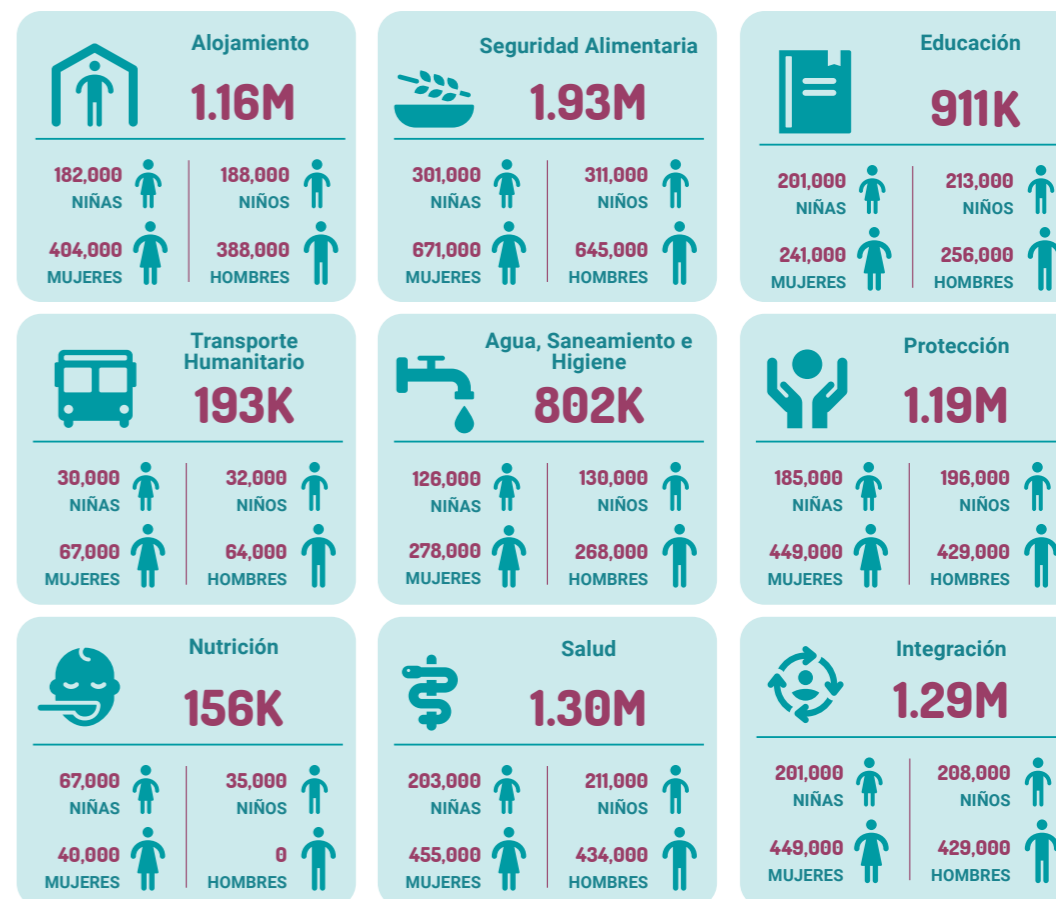 Alojamiento
1.16M
182,000
NIÑAS
188,000
NIÑOS
404,000
MUJERES
388,000
HOMBRES
Seguridad Alimentaria
1.93M
301,000
NIÑAS
311,000
NIÑOS
671,000
MUJERES
645,000
HOMBRES
Educación
911K
201,000
NIÑAS
213,000
NIÑOS
241,000
MUJERES
256,000
HOMBRES
Transporte
Humanitario
193K
30,000
NIÑAS
32,000
NIÑOS
67,000
MUJERES
64,000
HOMBRES
Agua, Saneamiento e
Higiene
802K
126,000
NIÑAS
130,000
NIÑOS
278,000
MUJERES
268,000
HOMBRES
Protección
1.19M
185,000
NIÑAS
196,000
NIÑOS
449,000
MUJERES
429,000
HOMBRES
Nutrición
156K
67,000
NIÑAS
35,000
NIÑOS
40,000
MUJERES
0
HOMBRES
Salud
1.30M
203,000
NIÑAS
211,000
NIÑOS
455,000
MUJERES
434,000
HOMBRES
Integración
1.29M
201,000
NIÑAS
208,000
NIÑOS
449,000
MUJERES
429,000
HOMBRES